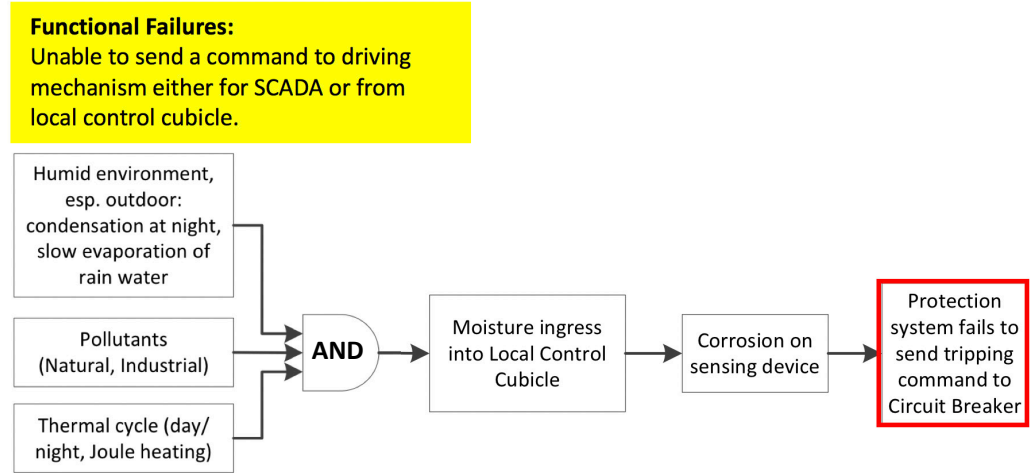 Functional Failures:
Unable to send a command to driving
mechanism either for SCADA or from
local control cubicle.
Humid environment,
esp. outdoor:
condensation at night,
slow evaporation of
rain water
Pollutants
(Natural, Industrial)
Thermal cycle (day/
night, Joule heating)
AND
Moisture ingress
into Local Control
Cubicle
Corrosion on
sensing device
Protection
system fails to
send tripping
command to
Circuit Breaker